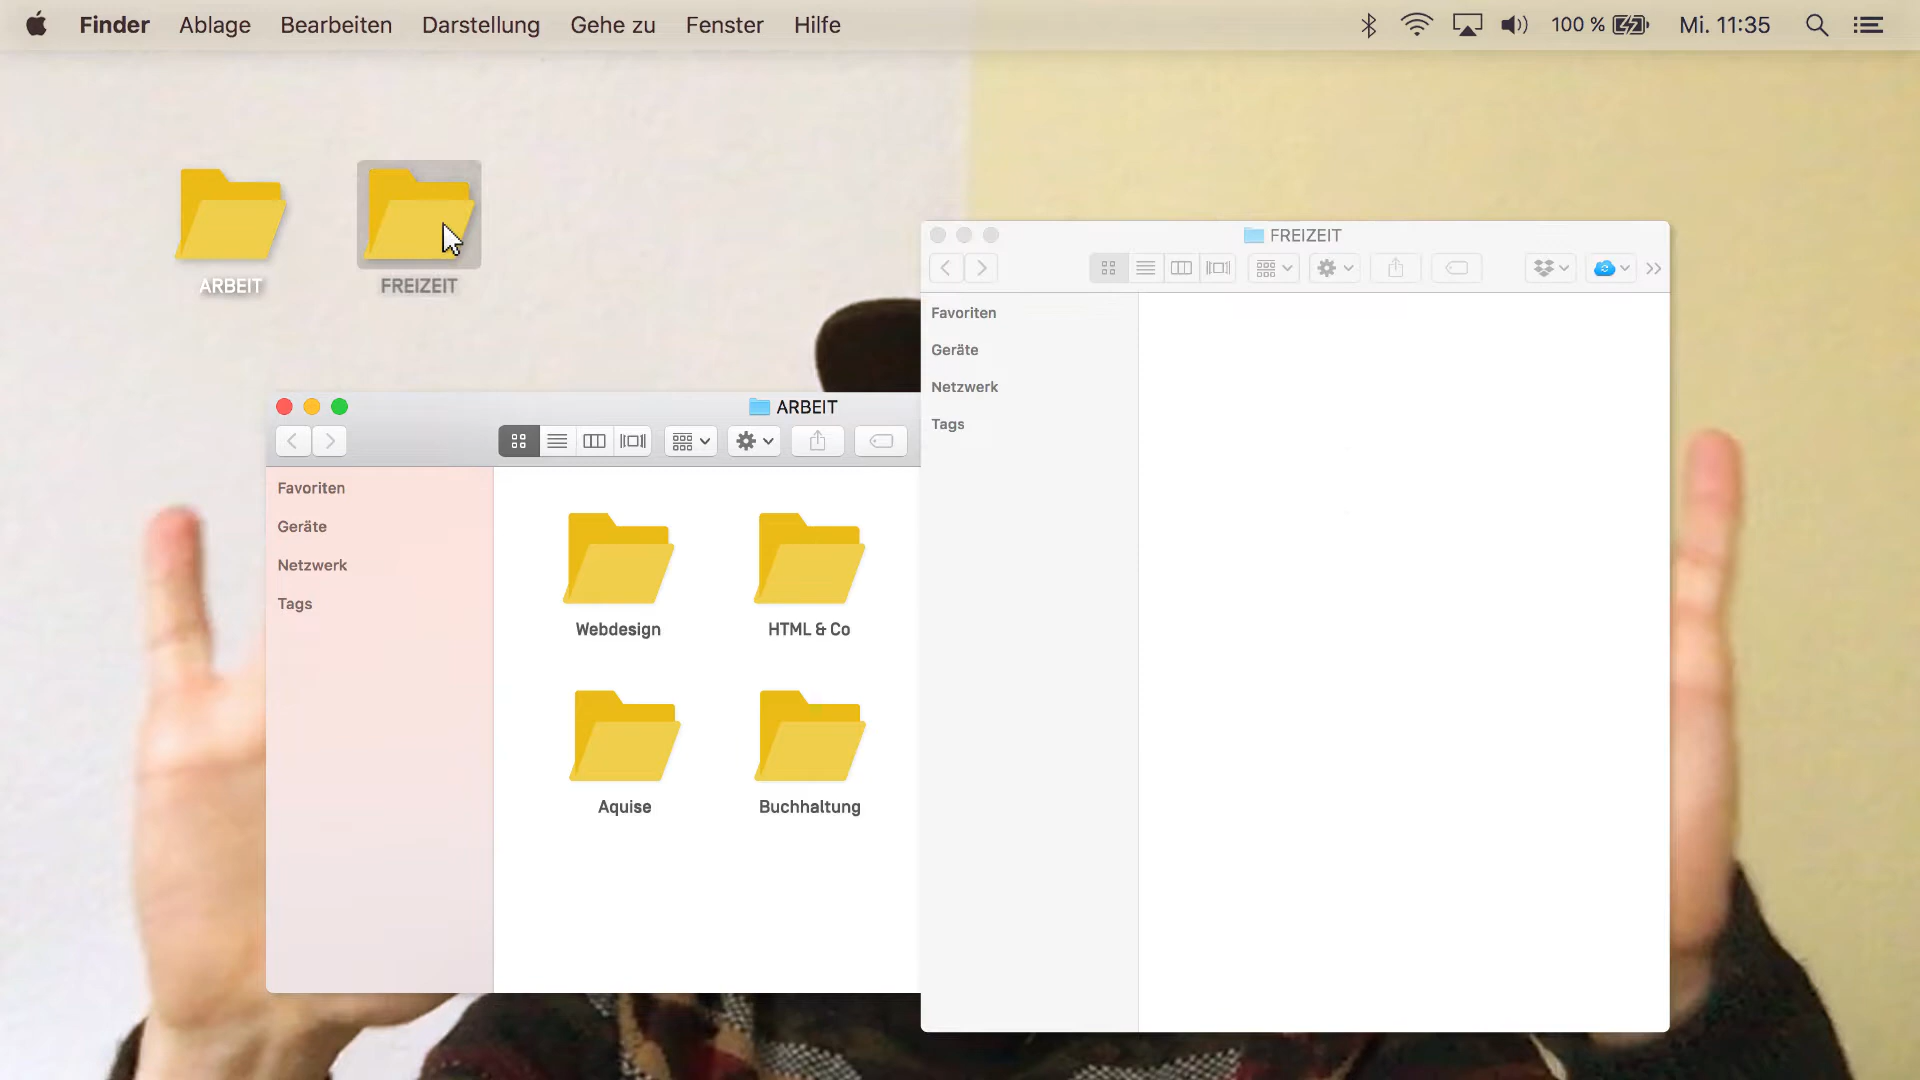 Finder Ablage Bearbeiten Darstellung Gehe zu Fenster Hilfe 100 % Mi. 11:35
ARBEIT
FREIZEIT
FREIZEIT
Favoriten
Geräte
Netzwerk
Tags
ARBEIT
Favoriten
Geräte
Netzwerk
Tags
Webdesign
HTML & Co
Aquise
Buchhaltung